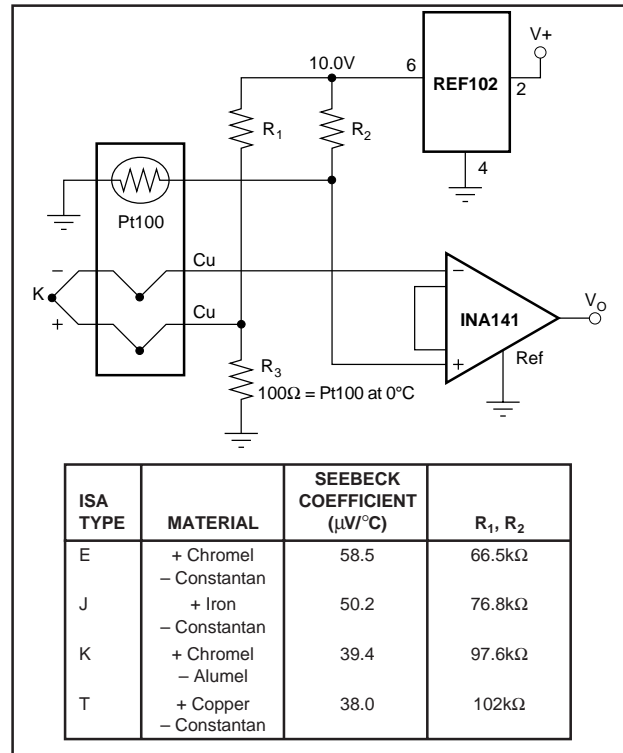 V+
10.0V
6
REF102
2
R1
R2
4
Pt100
Cu
–
–
K
Cu
INA141
VO
+
+
Ref
R3
100Ω = Pt100 at 0°C
ISA TYPE
MATERIAL
SEEBECK COEFFICIENT (µV/°C)
R1, R2
E
+ Chromel
– Constantan
58.5
66.5kΩ
J
+ Iron
– Constantan
50.2
76.8kΩ
K
+ Chromel
– Alumel
39.4
97.6kΩ
T
+ Copper
– Constantan
38.0
102kΩ